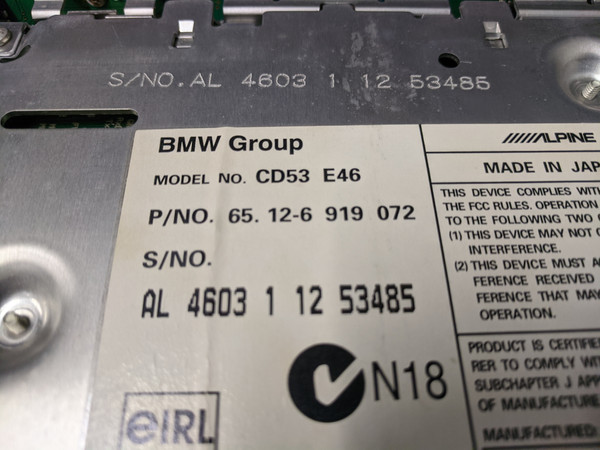 S/NO. AL 4603 1 12 53485
BMW Group
MODEL NO. CD53 E46
P/NO. 65. 12-6 919 072
S/NO.
AL 4603 1 12 53485
N18
eIRL
ALPINE
MADE IN JAP
THIS DEVICE COMPLIES WITH
THE FCC RULES. OPERATION
TO THE FOLLOWING TWO C
(1) THIS DEVICE MAY NOT C
INTERFERENCE.
(2) THIS DEVICE MUST A
FERENCE RECEIVED
FERENCE THAT MAY
OPERATION.
PRODUCT IS CERTIFIE
RER TO COMPLY WIT
SUBCHAPTER J APP
OF MANUFACTURE
MANUFACTURED: